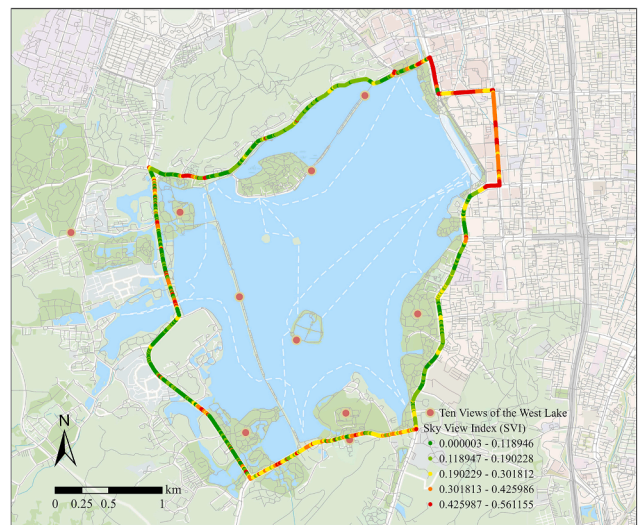 N
km
0 0.25 0.5 1
Ten Views of the West Lake
Sky View Index (SVI)
0.000003 - 0.118946
0.118947 - 0.190228
0.190229 - 0.301812
0.301813 - 0.425986
0.425987 - 0.561155